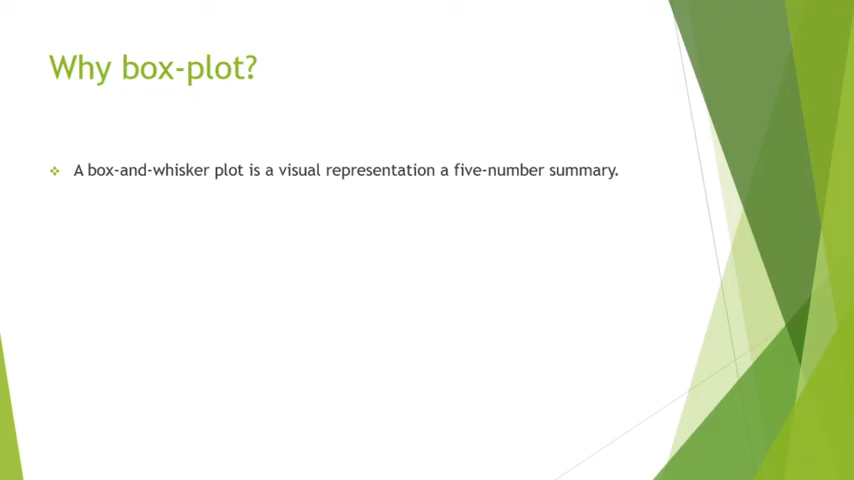 Why box-plot?
❖ A box-and-whisker plot is a visual representation a five-number summary.